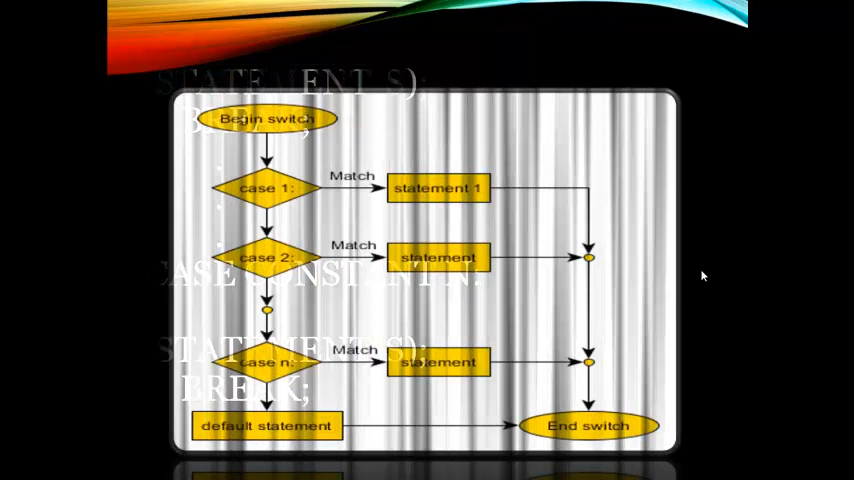 STATEMENT S);
Begin switch
BREAK;
.
Match
case 1:
statement 1
.
.
Match
case 2:
statement
CASE CONSTANT N:
STATEMENT S);
Match
case n:
statement
BREAK;
default statement
End switch